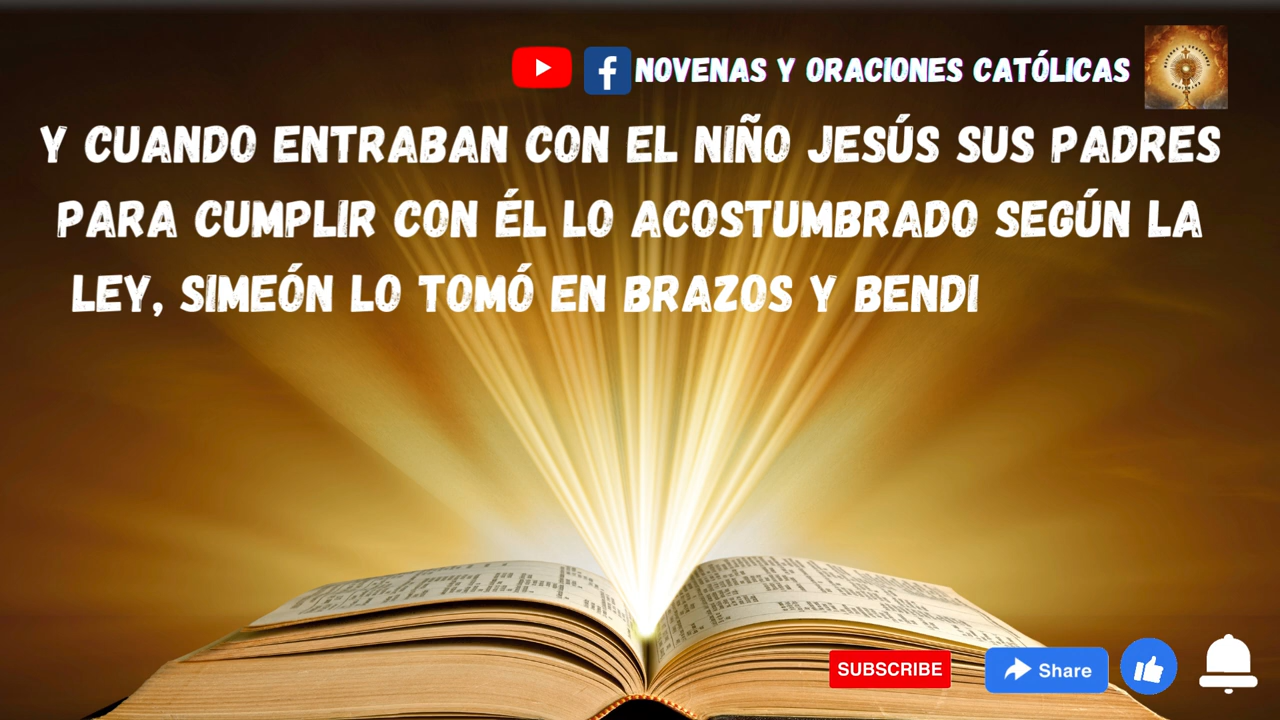 NOVENAS Y ORACIONES CATÓLICAS
Y CUANDO ENTRABAN CON EL NIÑO JESÚS SUS PADRES
PARA CUMPLIR CON ÉL LO ACOSTUMBRADO SEGÚN LA
LEY, SIMEÓN LO TOMÓ EN BRAZOS Y BENDI
SUBSCRIBE
Share